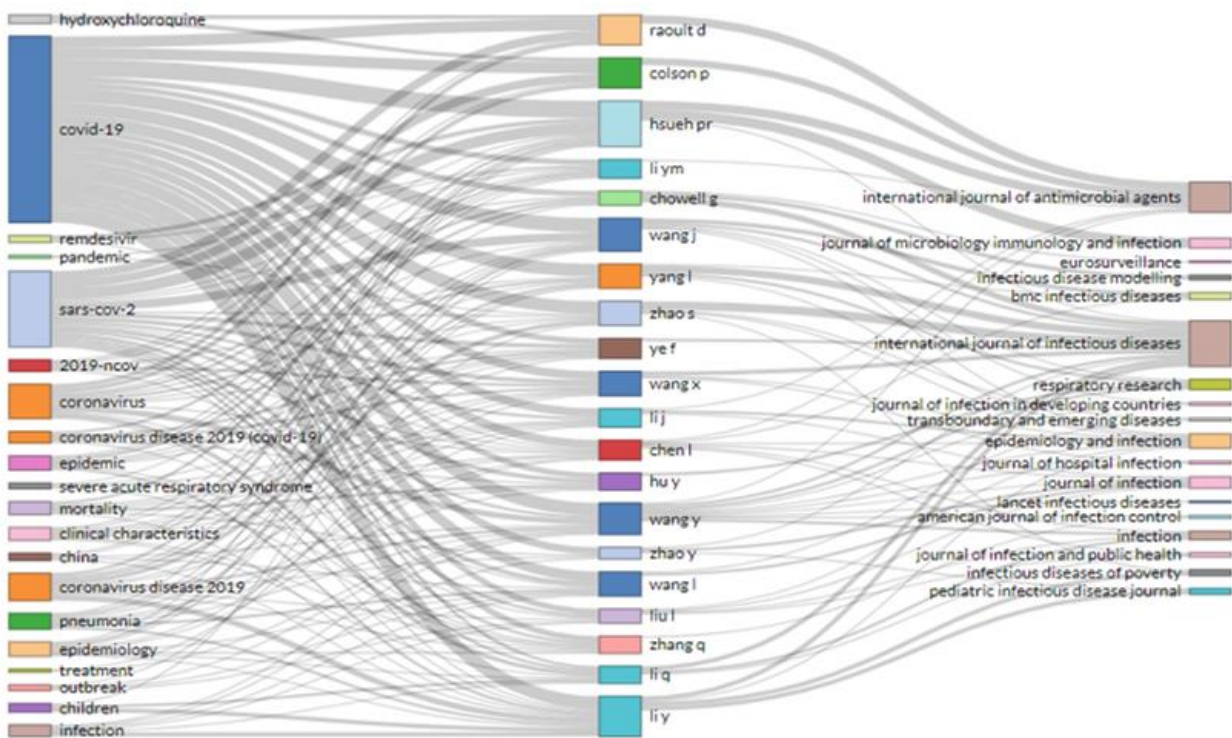 hydroxychloroquine
covid-19
remdesivir
pandemic
sars-cov-2
2019-ncov
coronavirus
coronavirus disease 2019 (covid-19)
epidemic
severe acute respiratory syndrome
mortality
clinical characteristics
china
coronavirus disease 2019
pneumonia
epidemiology
treatment
outbreak
children
infection
raoult d
colson p
hsueh pr
li ym
chowell g
wang j
yang l
zhao s
ye f
wang x
li j
chen l
hu y
wang y
zhao y
wang l
liu l
zhang q
li q
li y
international journal of antimicrobial agents
journal of microbiology immunology and infection
eurosurveillance
infectious disease modelling
bmc infectious diseases
international journal of infectious diseases
respiratory research
journal of infection in developing countries
transboundary and emerging diseases
epidemiology and infection
journal of hospital infection
journal of infection
lancet infectious diseases
american journal of infection control
infection
journal of infection and public health
infectious diseases of poverty
pediatric infectious disease journal